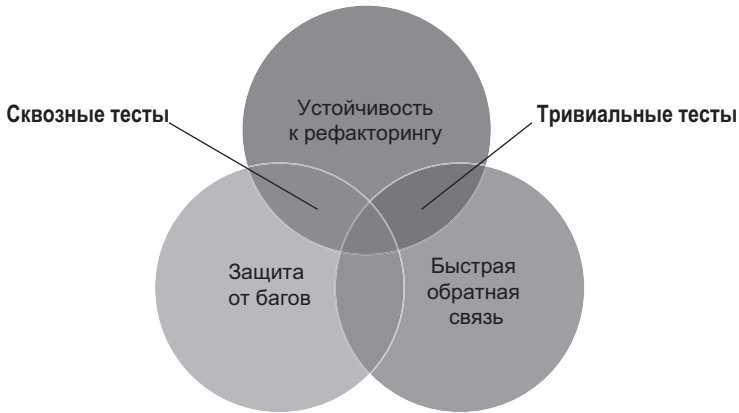 Устойчивость
к рефакторингу
Сквозные тесты
Тривиальные тесты
Защита
от багов
Быстрая
обратная
связь